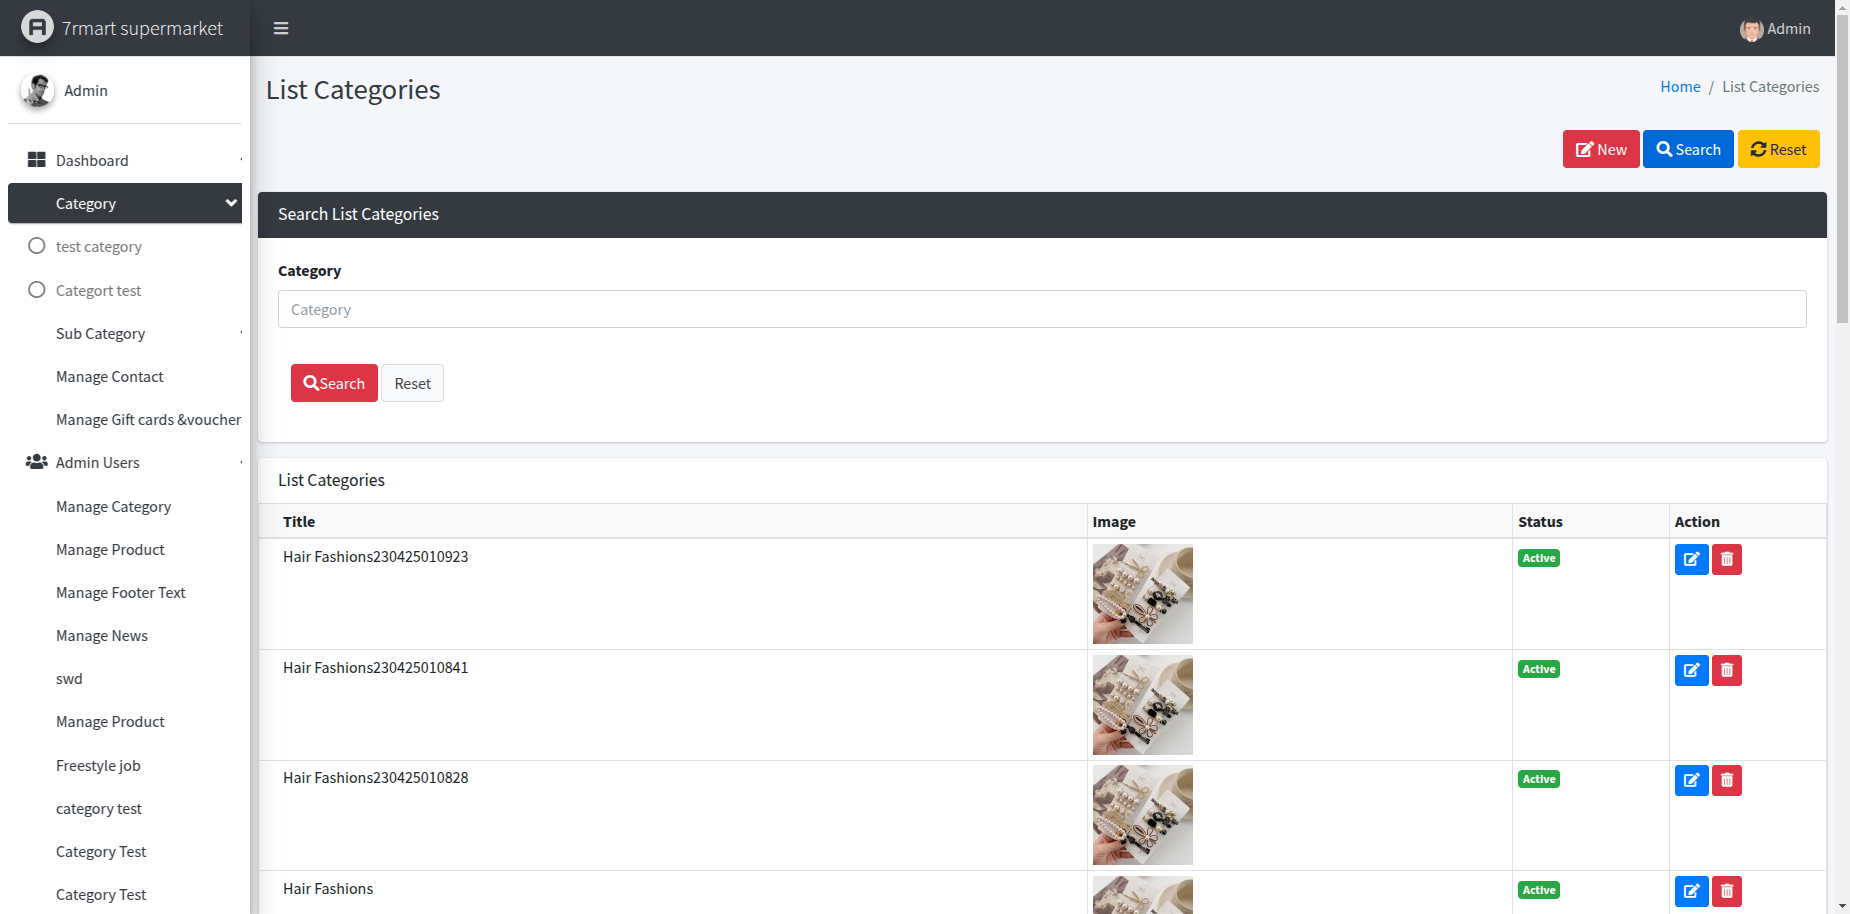 7rmart supermarket
Admin
Admin
List Categories
Home / List Categories
New
Search
Reset
Dashboard
Category
test category
Categort test
Sub Category
Manage Contact
Manage Gift cards &voucher
Admin Users
Manage Category
Manage Product
Manage Footer Text
Manage News
swd
Manage Product
Freestyle job
category test
Category Test
Category Test
Search List Categories
Category
Category
Search
Reset
List Categories
Title Image Status Action
Hair Fashions230425010923 Active
Hair Fashions230425010841 Active
Hair Fashions230425010828 Active
Hair Fashions Active